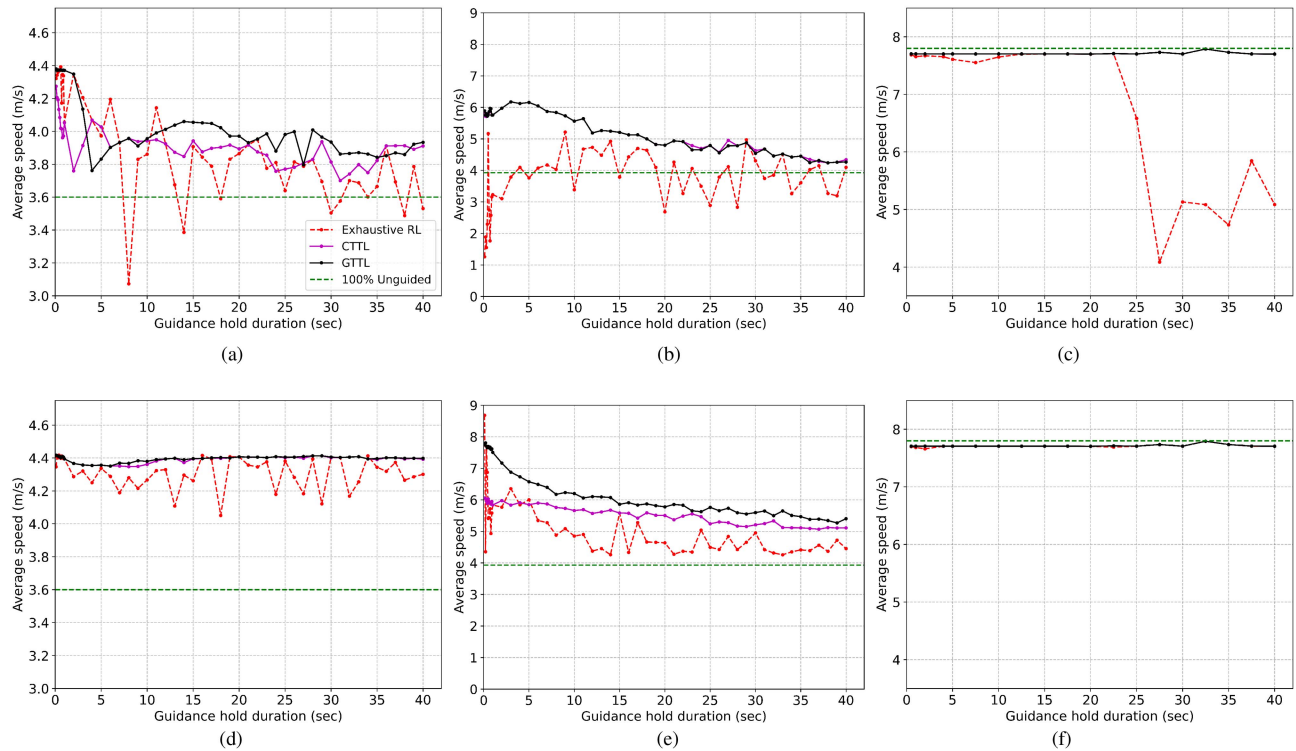 4.6
4.4
4.2
4.0
3.8
3.6
3.4
3.2
3.0
Average speed (m/s)
Exhaustive RL
CTTL
GTTL
100% Unguided
0 5 10 15 20 25 30 35 40
Guidance hold duration (sec)
(a)
9
8
7
6
5
4
3
2
1
0
Average speed (m/s)
0 5 10 15 20 25 30 35 40
Guidance hold duration (sec)
(b)
8
7
6
5
4
Average speed (m/s)
0 5 10 15 20 25 30 35 40
Guidance hold duration (sec)
(c)
4.6
4.4
4.2
4.0
3.8
3.6
3.4
3.2
3.0
Average speed (m/s)
0 5 10 15 20 25 30 35 40
Guidance hold duration (sec)
(d)
9
8
7
6
5
4
3
2
1
0
Average speed (m/s)
0 5 10 15 20 25 30 35 40
Guidance hold duration (sec)
(e)
8
7
6
5
4
Average speed (m/s)
0 5 10 15 20 25 30 35 40
Guidance hold duration (sec)
(f)